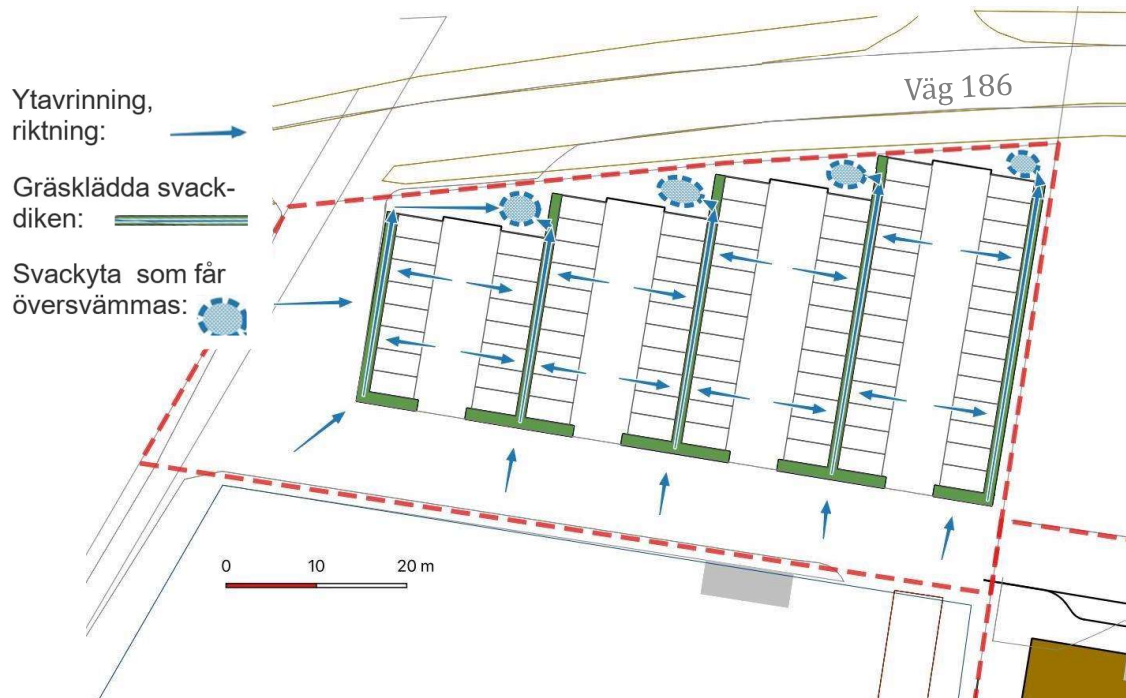 Väg 186
Ytavrinning,
riktning:
Gräsklädda svack-
diken:
Svackyta som får
översvämmas:
0 10 20 m